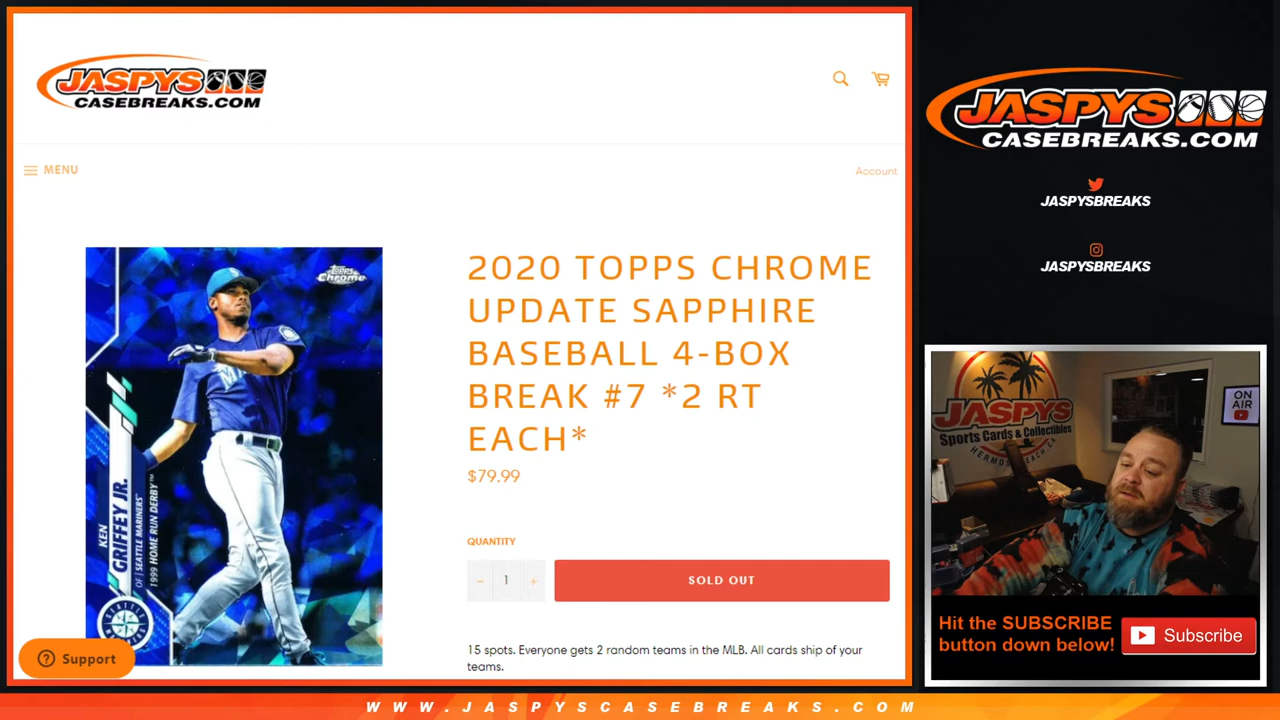 JASPYS
CASEBREAKS.COM
MENU
Account
Topps
Chrome
KEN
GRIFFEY JR.
OF | SEATTLE MARINERS™
1999 HOME RUN DERBY™
2020 TOPPS CHROME
UPDATE SAPPHIRE
BASEBALL 4-BOX
BREAK #7 *2 RT
EACH*
$79.99
QUANTITY
− 1 +
SOLD OUT
15 spots. Everyone gets 2 random teams in the MLB. All cards ship of your
teams.
Support
JASPYS
CASEBREAKS.COM
JASPYSBREAKS
JASPYSBREAKS
JASPYS
Sports Cards & Collectibles
HERMOSA BEACH, CA
ON
AIR
Hit the SUBSCRIBE
button down below!
Subscribe
WWW.JASPYSCASEBREAKS.COM